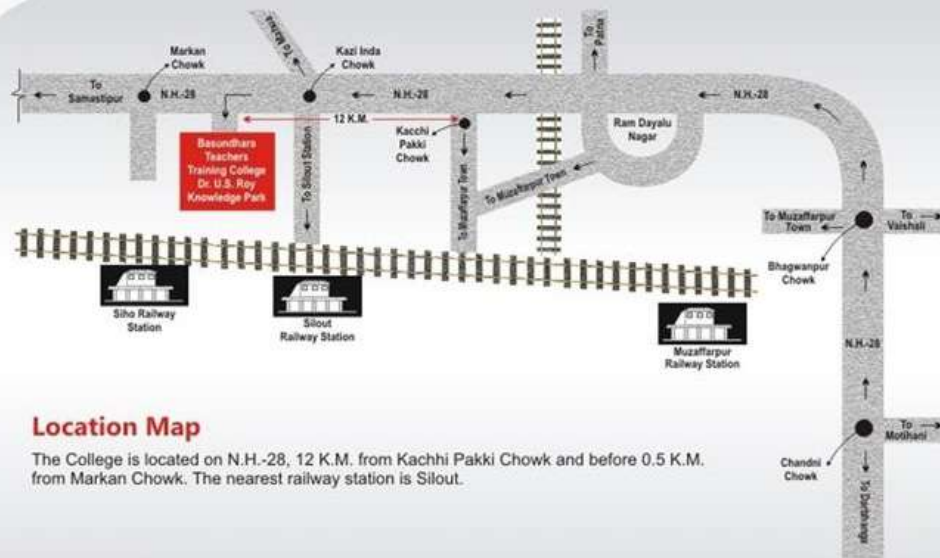 To Patna
To Marwa
Markan
Chowk
Kazi Inda
Chowk
To
Samastipur
N.H.-28
N.H.-28
N.H.-28
12 K.M.
Basundhara
Teachers
Training College
Dr. U.S. Roy
Knowledge Park
To Silout Station
Kacchi
Pakki
Chowk
To Muzaffarpur Town
To Muzaffarpur Town
Ram Dayalu
Nagar
To Muzaffarpur
Town
To
Vaishali
Bhagwanpur
Chowk
Siho Railway
Station
Silout
Railway Station
Muzaffarpur
Railway Station
N.H.-28
To
Motihani
Chandni
Chowk
To Darbhanga
Location Map
The College is located on N.H.-28, 12 K.M. from Kachhi Pakki Chowk and before 0.5 K.M.
from Markan Chowk. The nearest railway station is Silout.